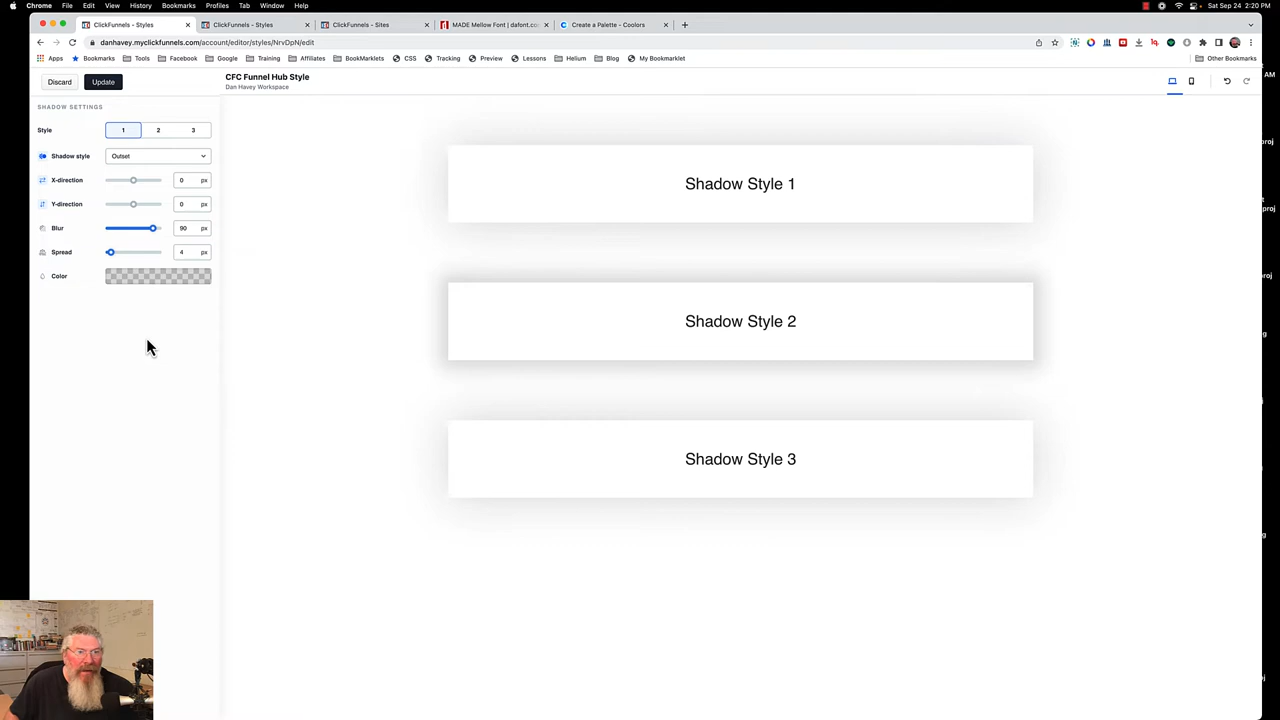 Chrome File Edit View History Bookmarks Profiles Tab Window Help Sat Sep 24 2:20 PM
ClickFunnels - Styles ClickFunnels - Styles ClickFunnels - Sites MADE Mellow Font | dafont.co Create a Palette - Coolors
danhavey.myclickfunnels.com/account/editor/styles/NrvDpN/edit
Apps Bookmarks Tools Facebook Google Training Affiliates BookMarklets CSS Tracking Preview Lessons Helium Blog My Bookmarklet Other Bookmarks
AM
Discard Update CFC Funnel Hub Style
Dan Havey Workspace
SHADOW SETTINGS
Style 1 2 3
Shadow style Outset
X-direction 0 px
Y-direction 0 px
Blur 90 px
Spread 4 px
Color
Shadow Style 1
Shadow Style 2
Shadow Style 3